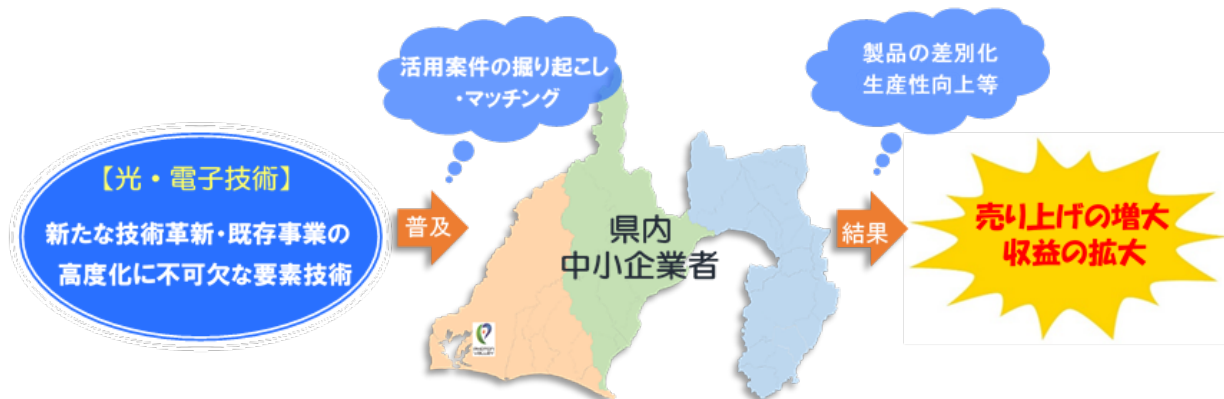 【光・電子技術】
新たな技術革新・既存事業の
高度化に不可欠な要素技術
普及
活用案件の掘り起こし
・マッチング
県内
中小企業者
PHOTON
VALLEY
結果
製品の差別化
生産性向上等
売り上げの増大
収益の拡大